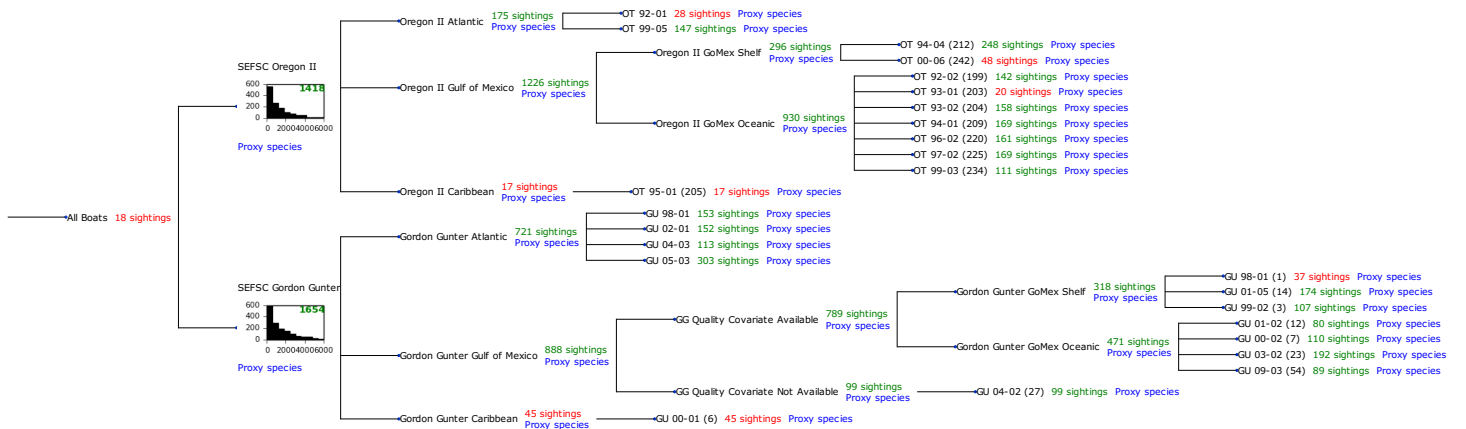 All Boats 18 sightings
SEFSC Oregon II
1418
600
400
200
0
0 2000 4000 6000
Proxy species
Oregon II Atlantic 175 sightings
Proxy species
OT 92-01 28 sightings Proxy species
OT 99-05 147 sightings Proxy species
Oregon II Gulf of Mexico 1226 sightings
Proxy species
Oregon II GoMex Shelf 296 sightings
Proxy species
OT 94-04 (212) 248 sightings Proxy species
OT 00-06 (242) 48 sightings Proxy species
Oregon II GoMex Oceanic 930 sightings
Proxy species
OT 92-02 (199) 142 sightings Proxy species
OT 93-01 (203) 20 sightings Proxy species
OT 93-02 (204) 158 sightings Proxy species
OT 94-01 (209) 169 sightings Proxy species
OT 96-02 (220) 161 sightings Proxy species
OT 97-02 (225) 169 sightings Proxy species
OT 99-03 (234) 111 sightings Proxy species
Oregon II Caribbean 17 sightings
Proxy species
OT 95-01 (205) 17 sightings Proxy species
SEFSC Gordon Gunter
1654
600
400
200
0
0 2000 4000 6000
Proxy species
Gordon Gunter Atlantic 721 sightings
Proxy species
GU 98-01 153 sightings Proxy species
GU 02-01 152 sightings Proxy species
GU 04-03 113 sightings Proxy species
GU 05-03 303 sightings Proxy species
Gordon Gunter Gulf of Mexico 888 sightings
Proxy species
GG Quality Covariate Available 789 sightings
Proxy species
Gordon Gunter GoMex Shelf 318 sightings
Proxy species
GU 98-01 (1) 37 sightings Proxy species
GU 01-05 (14) 174 sightings Proxy species
GU 99-02 (3) 107 sightings Proxy species
Gordon Gunter GoMex Oceanic 471 sightings
Proxy species
GU 01-02 (12) 80 sightings Proxy species
GU 00-02 (7) 110 sightings Proxy species
GU 03-02 (23) 192 sightings Proxy species
GU 09-03 (54) 89 sightings Proxy species
GG Quality Covariate Not Available 99 sightings
Proxy species
GU 04-02 (27) 99 sightings Proxy species
Gordon Gunter Caribbean 45 sightings
Proxy species
GU 00-01 (6) 45 sightings Proxy species